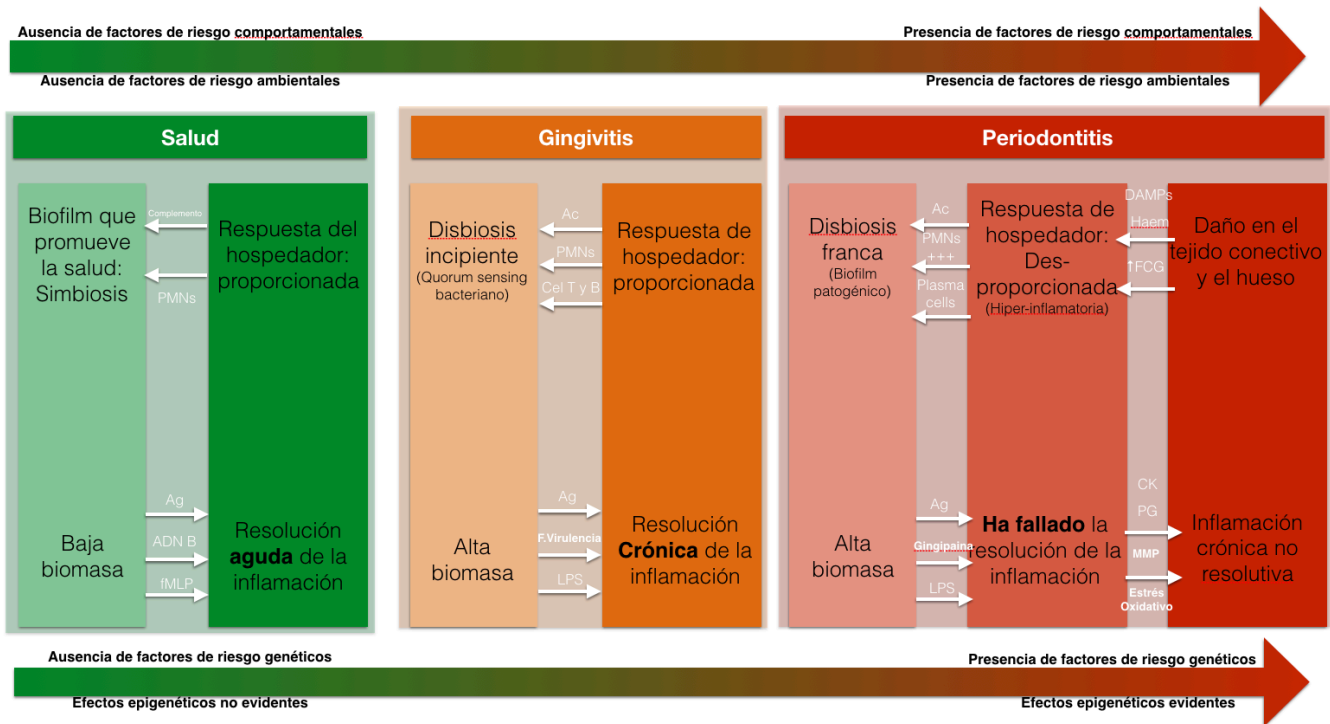 Ausencia de factores de riesgo comportamentales
Presencia de factores de riesgo comportamentales
Ausencia de factores de riesgo ambientales
Presencia de factores de riesgo ambientales
Salud
Biofilm que
promueve
la salud:
Simbiosis
Complemento
PMNs
Respuesta del
hospedador:
proporcionada
Baja
biomasa
Ag
ADN B
fMLP
Resolución
aguda de la
inflamación
Gingivitis
Disbiosis
incipiente
(Quorum sensing
bacteriano)
Ac
PMNs
Cel T y B
Respuesta de
hospedador:
proporcionada
Alta
biomasa
Ag
F.Virulencia
LPS
Resolución
Crónica de la
inflamación
Periodontitis
Disbiosis
franca
(Biofilm
patogénico)
Ac
PMNs
+++
Plasma
cells
Respuesta de
hospedador:
Des-
proporcionada
(Hiper-inflamatoria)
DAMPs
Haem
↑FCG
Daño en el
tejido conectivo
y el hueso
Alta
biomasa
Ag
Gingipaina
LPS
Ha fallado la
resolución de la
inflamación
CK
PG
MMP
Estrés
Oxidativo
Inflamación
crónica no
resolutiva
Ausencia de factores de riesgo genéticos
Presencia de factores de riesgo genéticos
Efectos epigenéticos no evidentes
Efectos epigenéticos evidentes